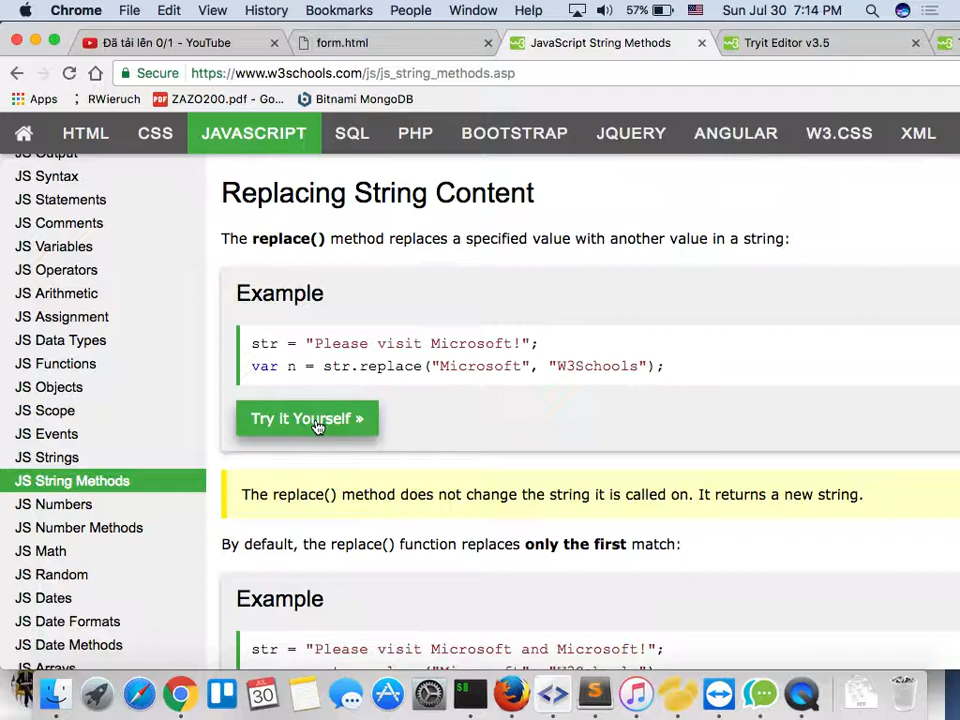 Chrome File Edit View History Bookmarks People Window Help 57% Sun Jul 30 7:14 PM
Đã tải lên 0/1 - YouTube form.html JavaScript String Methods Tryit Editor v3.5
Secure https://www.w3schools.com/js/js_string_methods.asp
Apps RWieruch ZAZO200.pdf - Go... Bitnami MongoDB
HTML CSS JAVASCRIPT SQL PHP BOOTSTRAP JQUERY ANGULAR W3.CSS XML
JS Output
JS Syntax
JS Statements
JS Comments
JS Variables
JS Operators
JS Arithmetic
JS Assignment
JS Data Types
JS Functions
JS Objects
JS Scope
JS Events
JS Strings
JS String Methods
JS Numbers
JS Number Methods
JS Math
JS Random
JS Dates
JS Date Formats
JS Date Methods
JS Arrays
Replacing String Content
The replace() method replaces a specified value with another value in a string:
Example
str = "Please visit Microsoft!";
var n = str.replace("Microsoft", "W3Schools");
Try it Yourself »
The replace() method does not change the string it is called on. It returns a new string.
By default, the replace() function replaces only the first match:
Example
str = "Please visit Microsoft and Microsoft!";
30